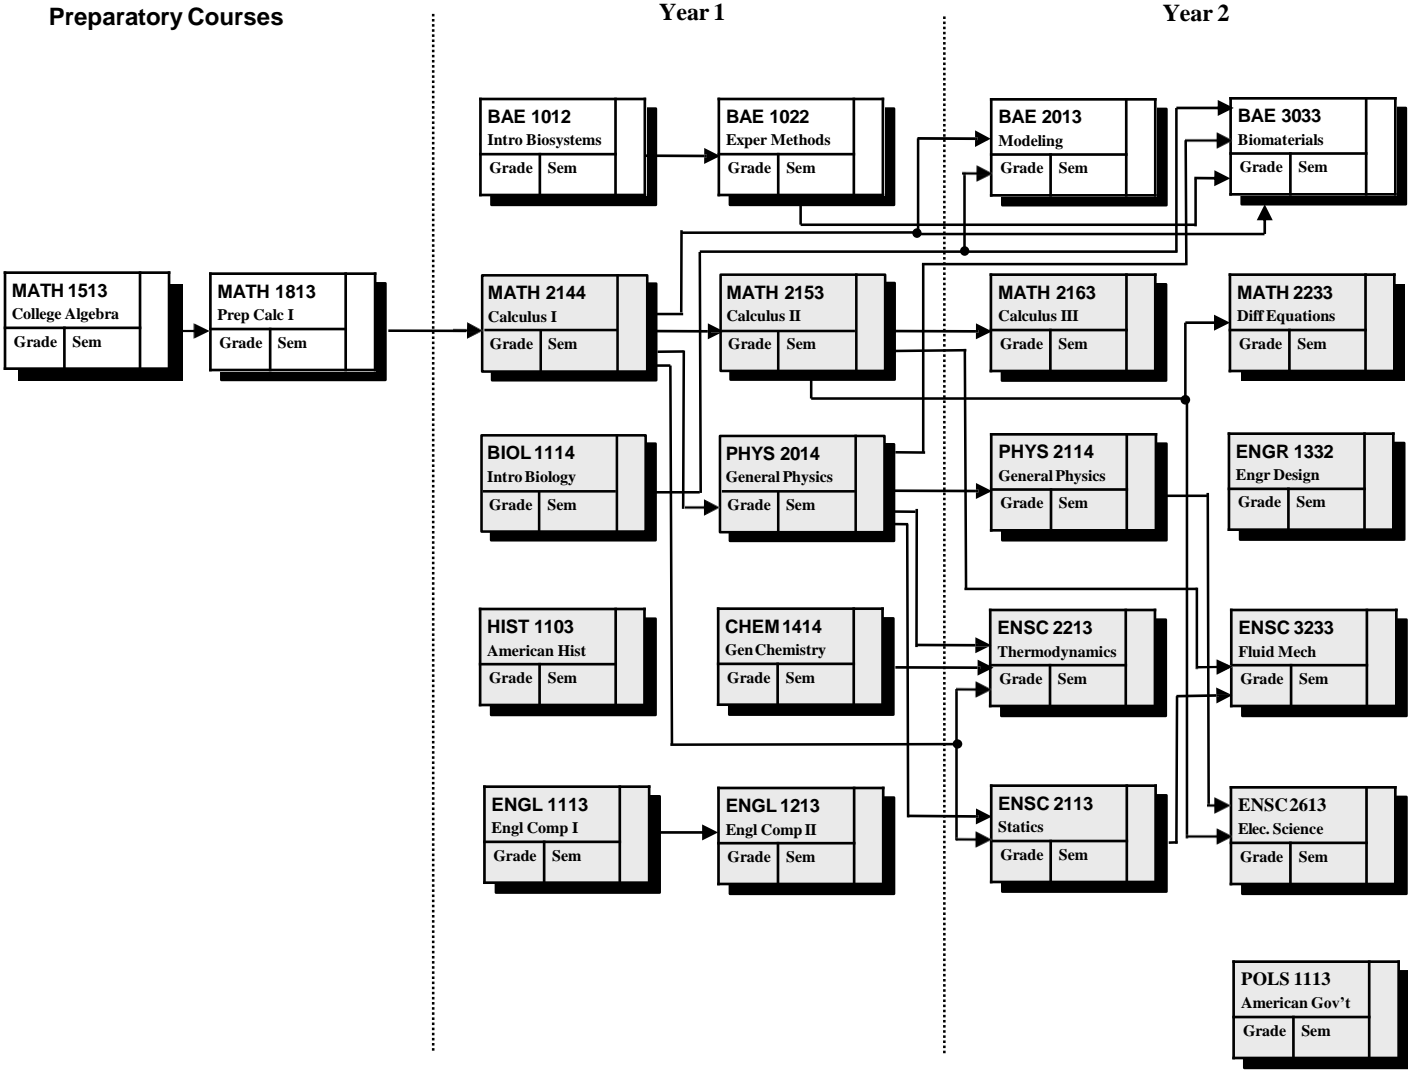 Preparatory Courses
Year 1
Year 2
BAE 1012
Intro Biosystems
Grade Sem
BAE 1022
Exper Methods
Grade Sem
BAE 2013
Modeling
Grade Sem
BAE 3033
Biomaterials
Grade Sem
MATH 1513
College Algebra
Grade Sem
MATH 1813
Prep Calc I
Grade Sem
MATH 2144
Calculus I
Grade Sem
MATH 2153
Calculus II
Grade Sem
MATH 2163
Calculus III
Grade Sem
MATH 2233
Diff Equations
Grade Sem
BIOL 1114
Intro Biology
Grade Sem
PHYS 2014
General Physics
Grade Sem
PHYS 2114
General Physics
Grade Sem
ENGR 1332
Engr Design
Grade Sem
HIST 1103
American Hist
Grade Sem
CHEM 1414
Gen Chemistry
Grade Sem
ENSC 2213
Thermodynamics
Grade Sem
ENSC 3233
Fluid Mech
Grade Sem
ENGL 1113
Engl Comp I
Grade Sem
ENGL 1213
Engl Comp II
Grade Sem
ENSC 2113
Statics
Grade Sem
ENSC 2613
Elec. Science
Grade Sem
POLS 1113
American Gov't
Grade Sem